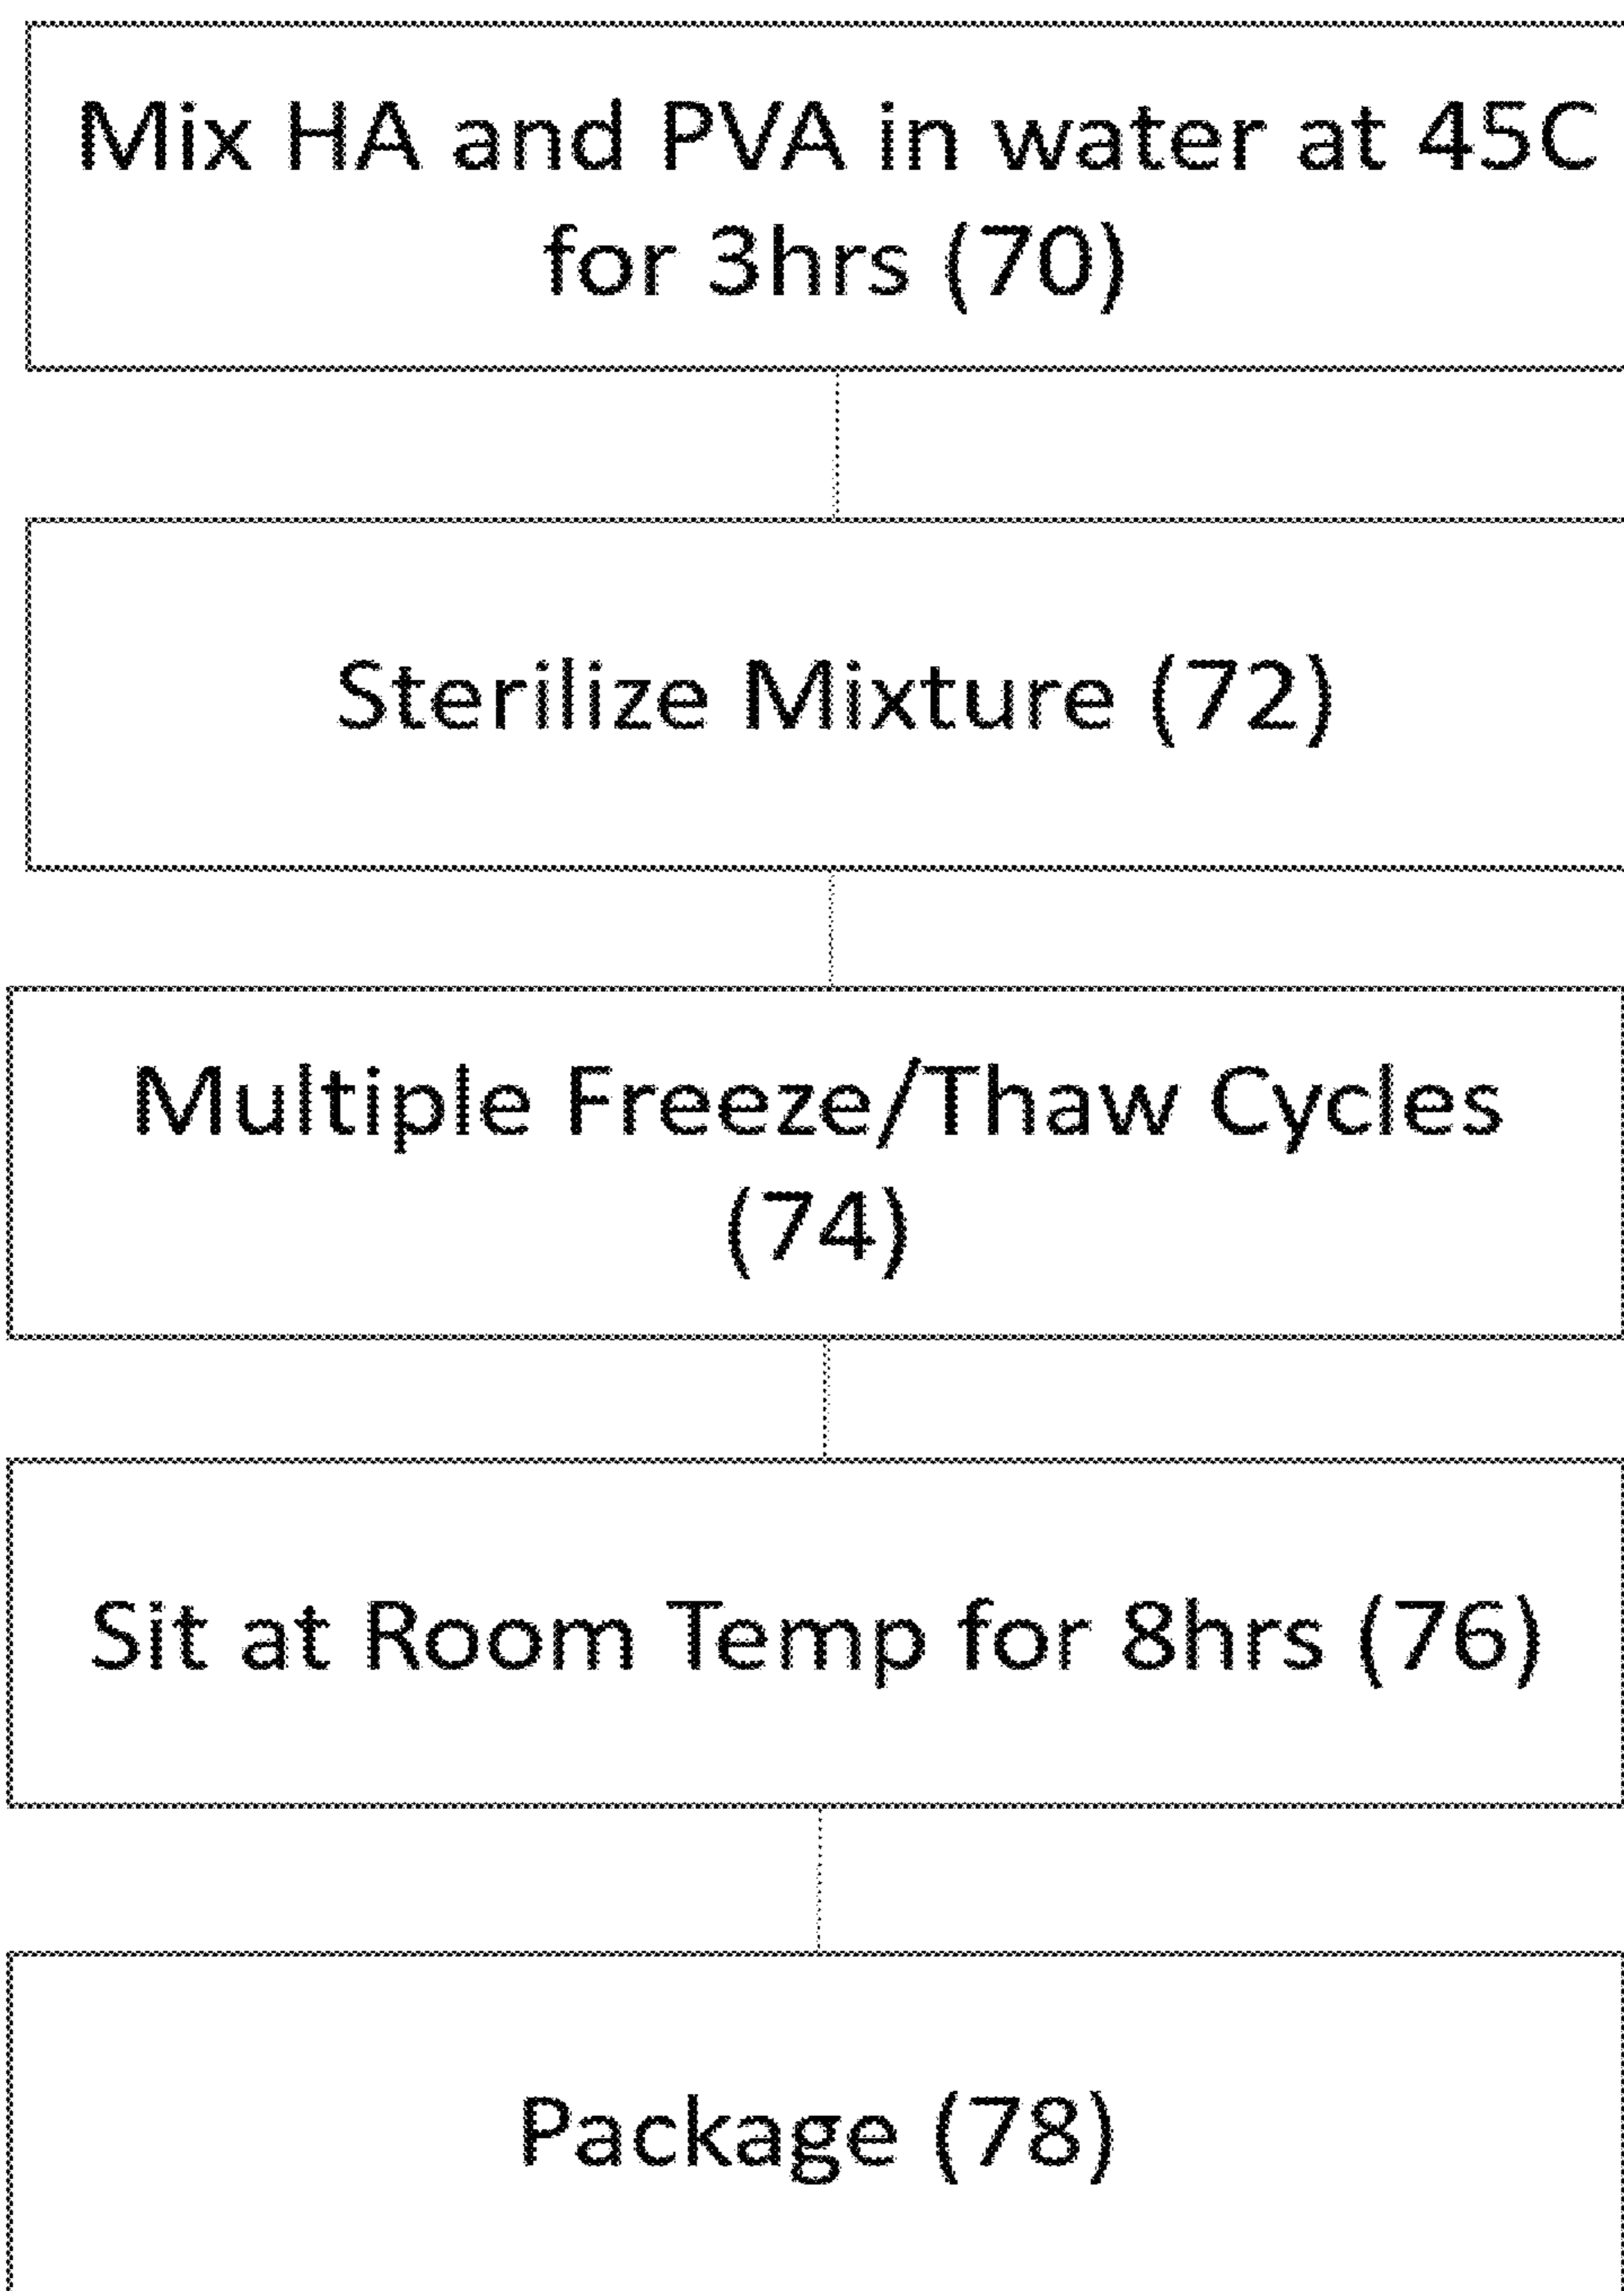 Mix HA and PVA in water at 45C
for 3hrs (70)
Sterilize Mixture (72)
Multiple Freeze/Thaw Cycles
(74)
Sit at Room Temp for 8hrs (76)
Package (78)